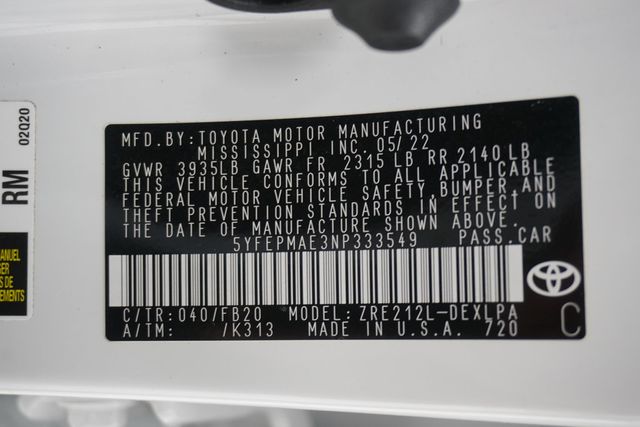 MFD. BY: TOYOTA MOTOR MANUFACTURING
MISSISSIPPI INC. 05/22
GVWR 3935LB GAWR FR 2315 LB RR 2140 LB
THIS VEHICLE CONFORMS TO ALL APPLICABLE
FEDERAL MOTOR VEHICLE SAFETY, BUMPER, AND
THEFT PREVENTION STANDARDS IN EFFECT ON
THE DATE OF MANUFACTURE SHOWN ABOVE.
5YFEPMAE3NP333549 PASS. CAR
C/TR: 040/FB20 MODEL: ZRE212L-DEXLPA
A/TM: /K313 MADE IN U.S.A. 720
C
02Q20
RM
MANUEL